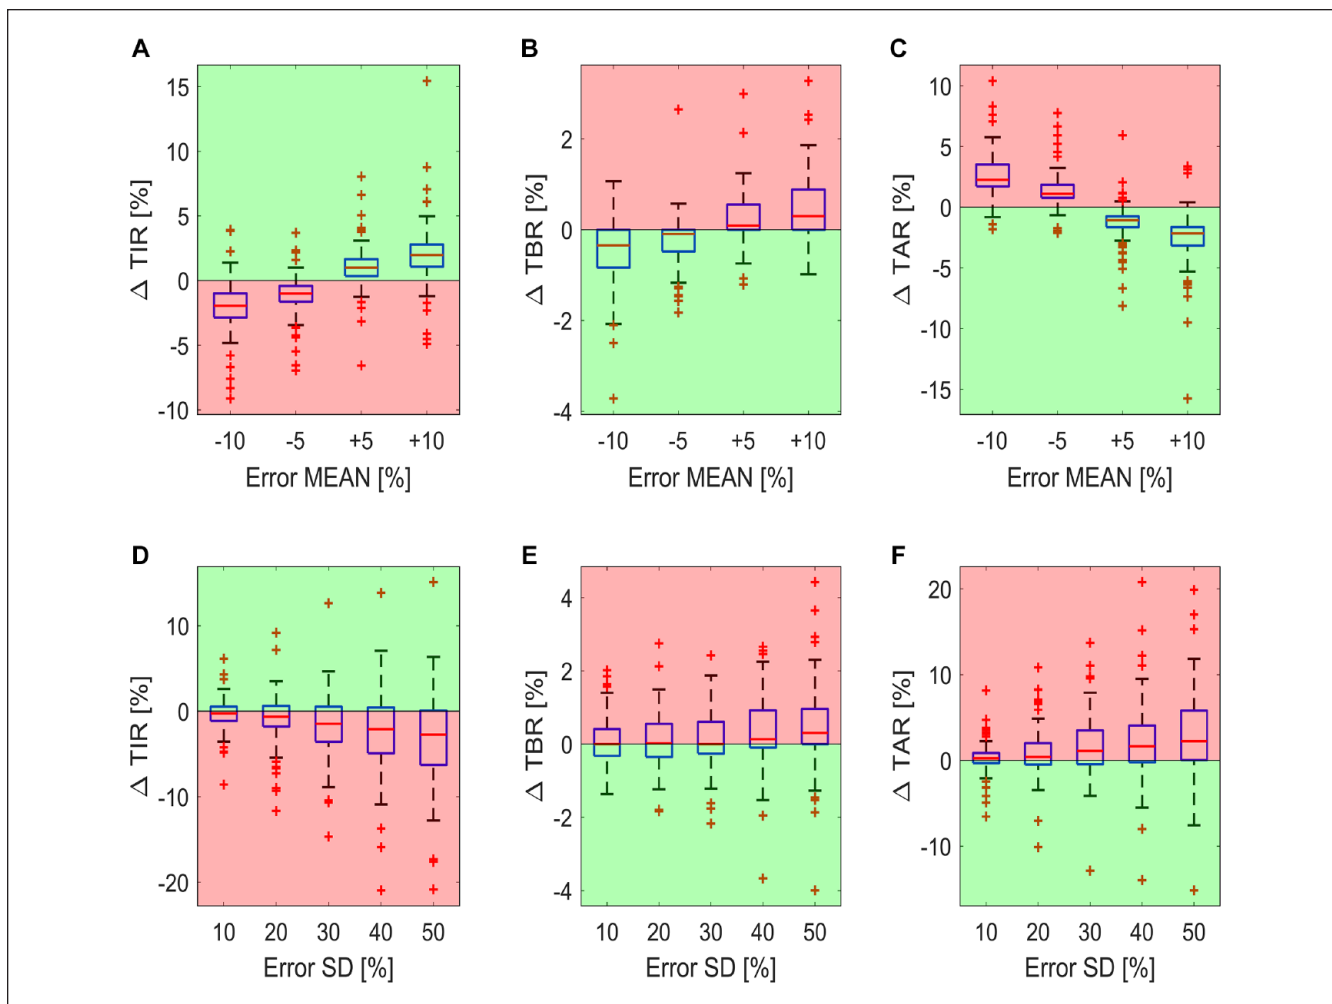 A
B
C
Δ TIR [%]
15
10
5
0
-5
-10
-10 -5 +5 +10
Error MEAN [%]
Δ TBR [%]
2
0
-2
-4
-10 -5 +5 +10
Error MEAN [%]
Δ TAR [%]
10
5
0
-5
-10
-15
-10 -5 +5 +10
Error MEAN [%]
D
E
F
Δ TIR [%]
10
0
-10
-20
10 20 30 40 50
Error SD [%]
Δ TBR [%]
4
2
0
-2
-4
10 20 30 40 50
Error SD [%]
Δ TAR [%]
20
10
0
-10
10 20 30 40 50
Error SD [%]